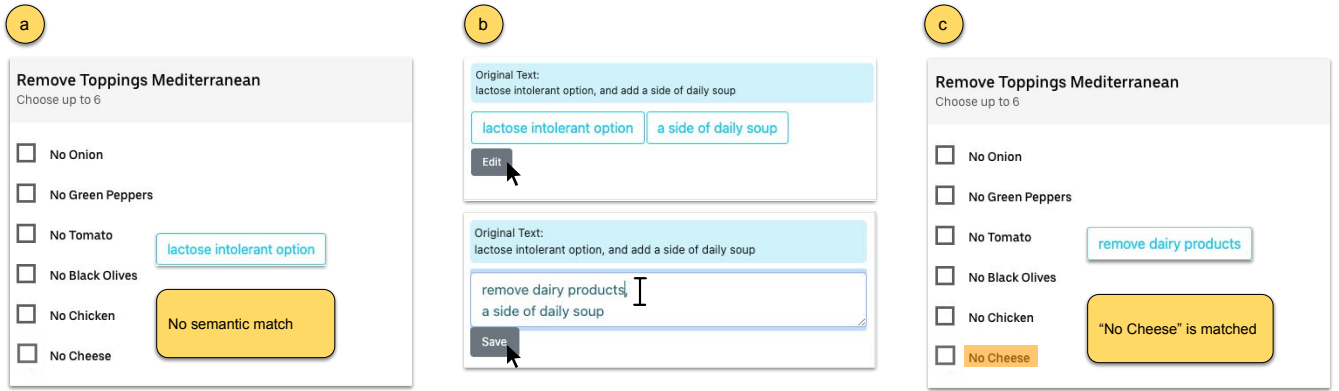 a
Remove Toppings Mediterranean
Choose up to 6
No Onion
No Green Peppers
No Tomato
lactose intolerant option
No Black Olives
No Chicken
No semantic match
No Cheese
b
Original Text:
lactose intolerant option, and add a side of daily soup
lactose intolerant option
a side of daily soup
Edit
Original Text:
lactose intolerant option, and add a side of daily soup
remove dairy products,
a side of daily soup
Save
c
Remove Toppings Mediterranean
Choose up to 6
No Onion
No Green Peppers
No Tomato
remove dairy products
No Black Olives
No Chicken
“No Cheese” is matched
No Cheese